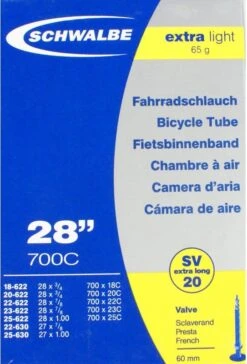 SCHWALBE
extra light
65 g
Fahrradschlauch
Bicycle Tube
Fietsbinnenband
Chambre à air
Camera d'aria
Cámara de aire
28"
700C
SV
extra long
20
18-622 28 x 3/4 700 x 18C
20-622 28 x 3/4 700 x 20C
22-622 28 x 7/8 700 x 22C
23-622 28 x 7/8 700 x 23C
25-622 28 x 1.00 700 x 25C
22-630 27 x 7/8
25-630 27 x 1.00
Valve
Sclaverand
Presta
French
60 mm